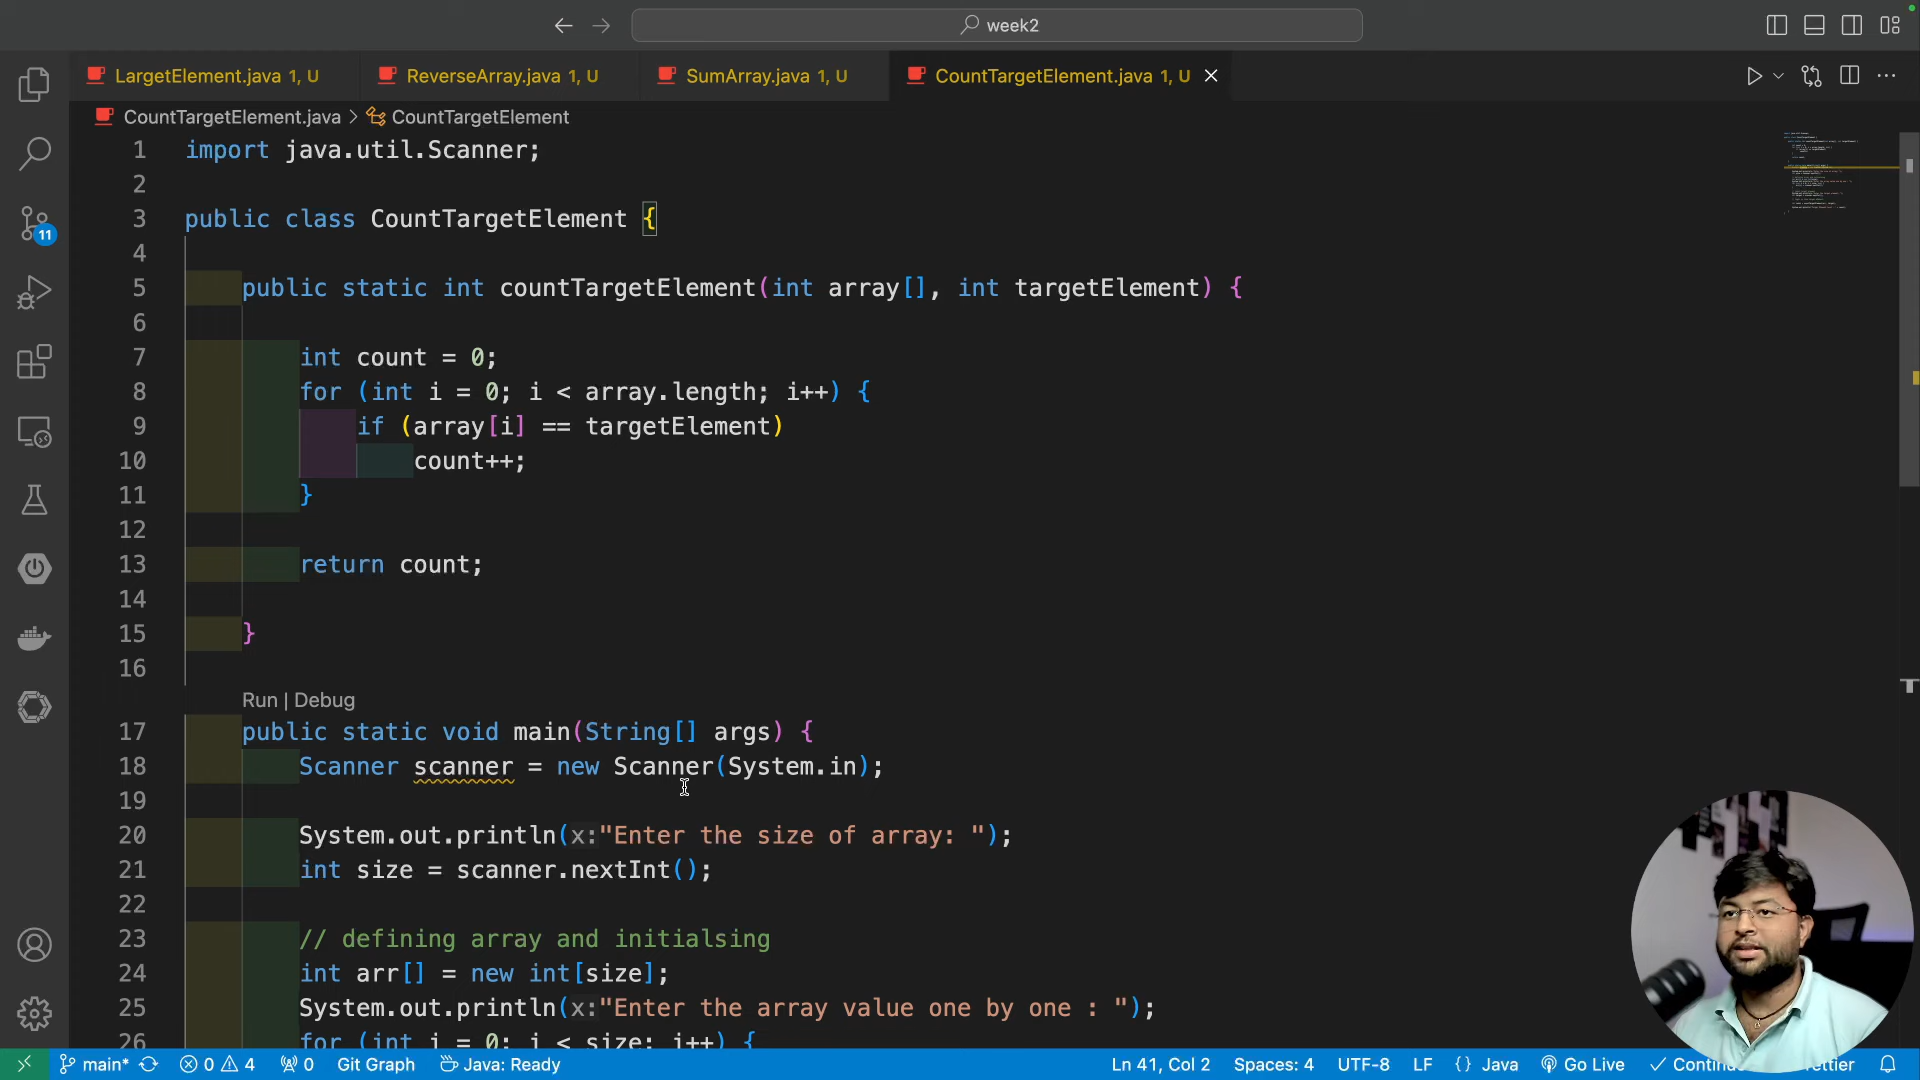 week2
LargetElement.java 1, U
ReverseArray.java 1, U
SumArray.java 1, U
CountTargetElement.java 1, U
CountTargetElement.java > CountTargetElement
1 import java.util.Scanner;
2
3 public class CountTargetElement {
4
5 public static int countTargetElement(int array[], int targetElement) {
6
7 int count = 0;
8 for (int i = 0; i < array.length; i++) {
9 if (array[i] == targetElement)
10 count++;
11 }
12
13 return count;
14
15 }
16
Run | Debug
17 public static void main(String[] args) {
18 Scanner scanner = new Scanner(System.in);
19
20 System.out.println(x:"Enter the size of array: ");
21 int size = scanner.nextInt();
22
23 // defining array and initialsing
24 int arr[] = new int[size];
25 System.out.println(x:"Enter the array value one by one : ");
26 for (int i = 0; i < size; i++) {
11
main* 0 4 0 Git Graph Java: Ready Ln 41, Col 2 Spaces: 4 UTF-8 LF {} Java Go Live